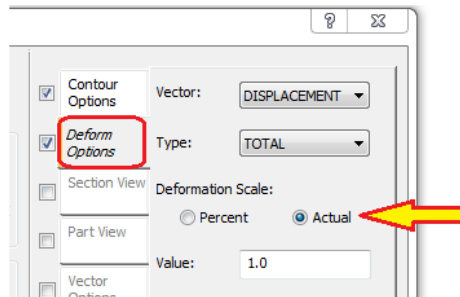 Contour
Options
Deform
Options
Section View
Part View
Vector
Options
Vector: DISPLACEMENT
Type: TOTAL
Deformation Scale:
Percent Actual
Value: 1.0